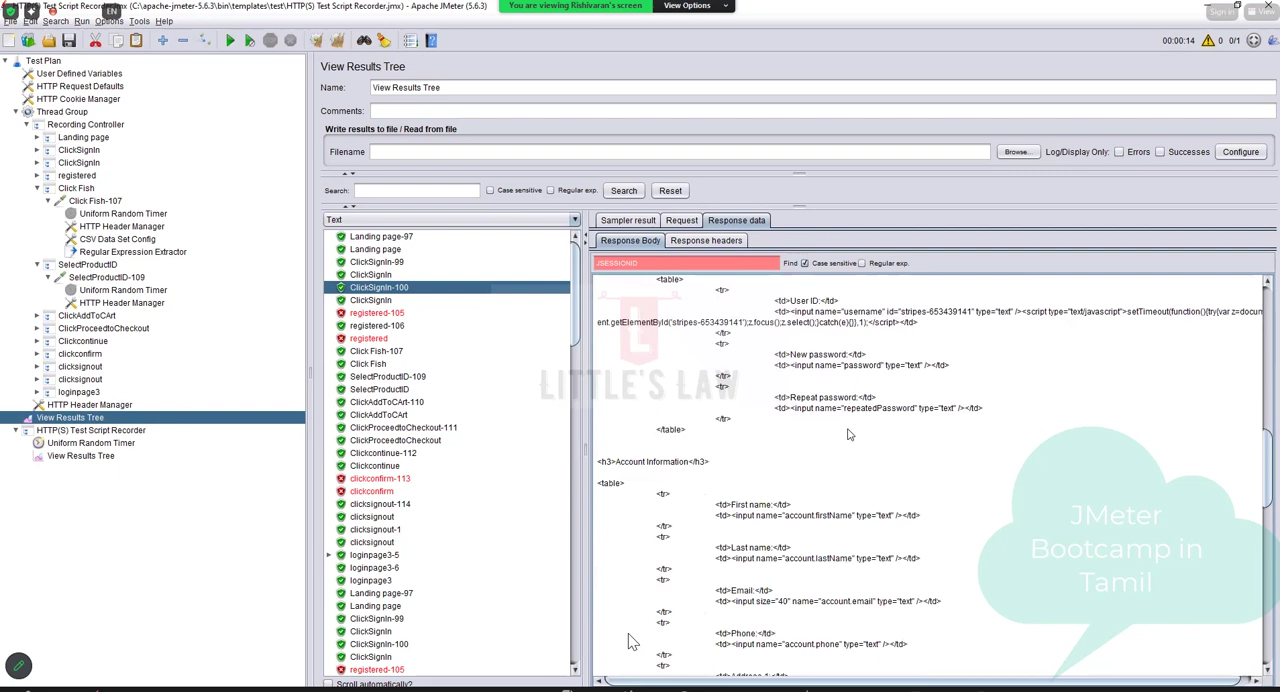 HTTP(S) Test Script Recorder.jmx (C:\apache-jmeter-5.6.3\bin\templates\test\HTTP(S) Test Script Recorder.jmx) - Apache JMeter (5.6.3)
EN
You are viewing Rishivaran's screen
View Options
Sign in
View
File Edit Search Run Options Tools Help
00:00:14 0 0/1
Test Plan
User Defined Variables
HTTP Request Defaults
HTTP Cookie Manager
Thread Group
Recording Controller
Landing page
ClickSignIn
ClickSignIn
registered
Click Fish
Click Fish-107
Uniform Random Timer
HTTP Header Manager
CSV Data Set Config
Regular Expression Extractor
SelectProductID
SelectProductID-109
Uniform Random Timer
HTTP Header Manager
ClickAddToCArt
ClickProceedtoCheckout
Clickcontinue
clickconfirm
clicksignout
clicksignout
loginpage3
HTTP Header Manager
View Results Tree
HTTP(S) Test Script Recorder
Uniform Random Timer
View Results Tree
View Results Tree
Name: View Results Tree
Comments:
Write results to file / Read from file
Filename Browse... Log/Display Only: Errors Successes Configure
Search: Case sensitive Regular exp. Search Reset
Text
Landing page-97
Landing page
ClickSignIn-99
ClickSignIn
ClickSignIn-100
ClickSignIn
registered-105
registered-106
registered
Click Fish-107
Click Fish
SelectProductID-109
SelectProductID
ClickAddToCArt-110
ClickAddToCArt
ClickProceedtoCheckout-111
ClickProceedtoCheckout
Clickcontinue-112
Clickcontinue
clickconfirm-113
clickconfirm
clicksignout-114
clicksignout
clicksignout-1
clicksignout
loginpage3-5
loginpage3-6
loginpage3
Landing page-97
Landing page
ClickSignIn-99
ClickSignIn
ClickSignIn-100
ClickSignIn
registered-105
Scroll automatically?
Sampler result Request Response data
Response Body Response headers
JSESSIONID Find Case sensitive Regular exp.
<table>
<tr>
<td>User ID:</td>
<td><input name="username" id="stripes-653439141" type="text" /><script type="text/javascript">setTimeout(function(){try{var z=docum
ent.getElementById('stripes-653439141');z.focus();z.select();}catch(e){}},1);</script></td>
</tr>
<tr>
<td>New password:</td>
<td><input name="password" type="text" /></td>
</tr>
<tr>
<td>Repeat password:</td>
<td><input name="repeatedPassword" type="text" /></td>
</tr>
</table>
<h3>Account Information</h3>
<table>
<tr>
<td>First name:</td>
<td><input name="account.firstName" type="text" /></td>
</tr>
<tr>
<td>Last name:</td>
<td><input name="account.lastName" type="text" /></td>
</tr>
<tr>
<td>Email:</td>
<td><input size="40" name="account.email" type="text" /></td>
</tr>
<tr>
<td>Phone:</td>
<td><input name="account.phone" type="text" /></td>
</tr>
<tr>
LITTLE'S LAW
JMeter
Bootcamp in
Tamil